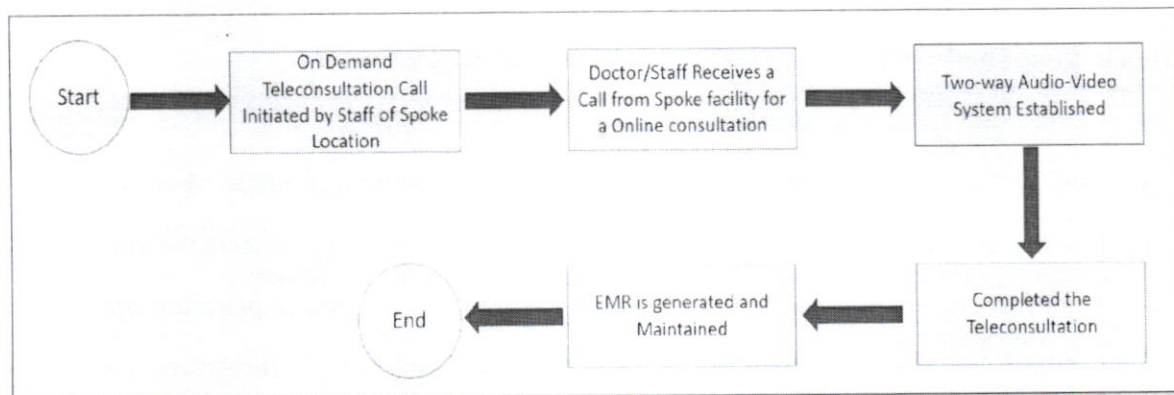 Start
On Demand
Teleconsultation Call
Initiated by Staff of Spoke
Location
Doctor/Staff Receives a
Call from Spoke facility for
a Online consultation
Two-way Audio-Video
System Established
Completed the
Teleconsultation
EMR is generated and
Maintained
End